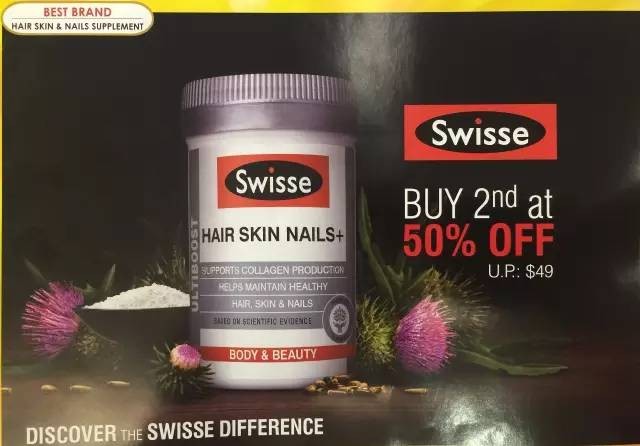 BEST BRAND
HAIR SKIN & NAILS SUPPLEMENT
Swisse
ULTIBOOST
HAIR SKIN NAILS+
SUPPORTS COLLAGEN PRODUCTION
HELPS MAINTAIN HEALTHY
HAIR, SKIN & NAILS
BASED ON SCIENTIFIC EVIDENCE
BODY & BEAUTY
Swisse
BUY 2nd at
50% OFF
U.P.: $49
DISCOVER THE SWISSE DIFFERENCE